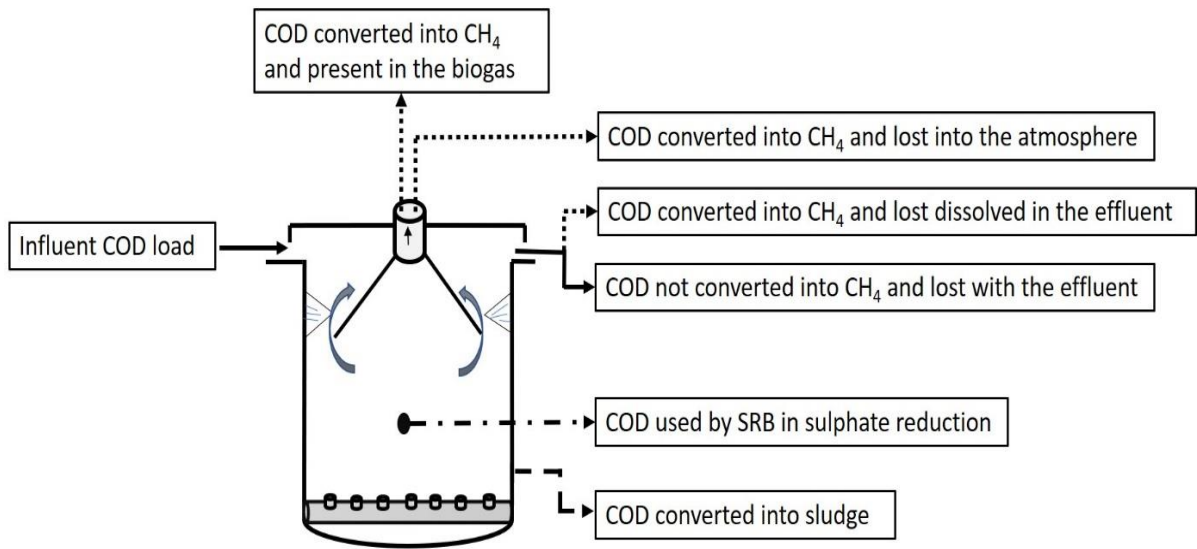 COD converted into CH₄
and present in the biogas
COD converted into CH₄ and lost into the atmosphere
COD converted into CH₄ and lost dissolved in the effluent
Influent COD load
COD not converted into CH₄ and lost with the effluent
COD used by SRB in sulphate reduction
COD converted into sludge